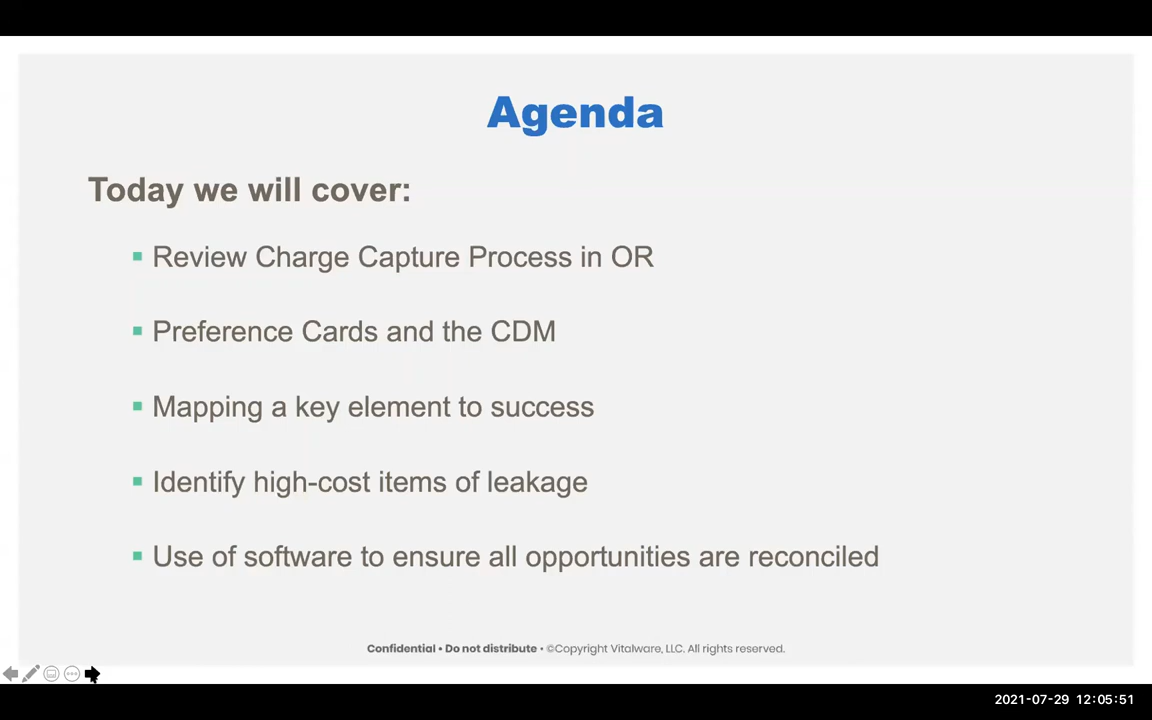 Agenda
Today we will cover:
Review Charge Capture Process in OR
Preference Cards and the CDM
Mapping a key element to success
Identify high-cost items of leakage
Use of software to ensure all opportunities are reconciled
Confidential • Do not distribute • ©Copyright Vitalware, LLC. All rights reserved.
2021-07-29 12:05:51